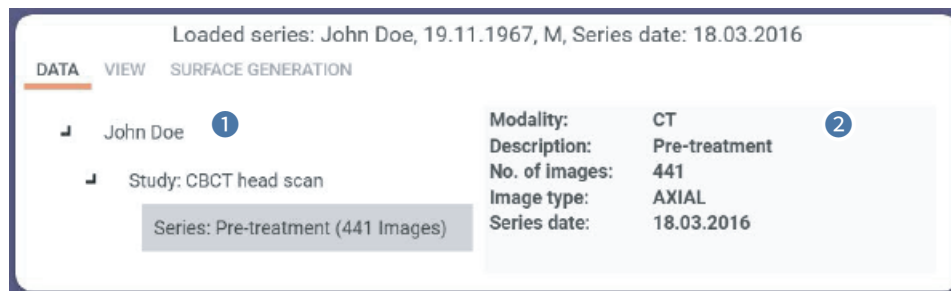 Loaded series: John Doe, 19.11.1967, M, Series date: 18.03.2016
DATA VIEW SURFACE GENERATION
John Doe 1
Study: CBCT head scan
Series: Pre-treatment (441 Images)
Modality: CT 2
Description: Pre-treatment
No. of images: 441
Image type: AXIAL
Series date: 18.03.2016